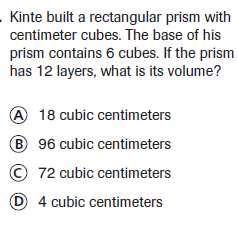 . Kinte built a rectangular prism with
centimeter cubes. The base of his
prism contains 6 cubes. If the prism
has 12 layers, what is its volume?
A 18 cubic centimeters
B 96 cubic centimeters
C 72 cubic centimeters
D 4 cubic centimeters